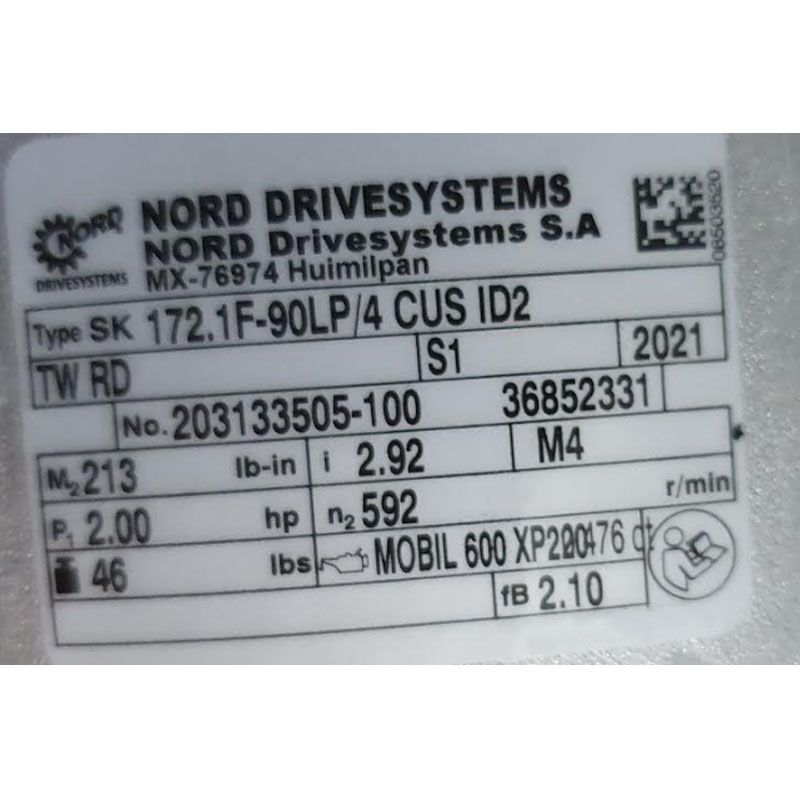 NORD
DRIVESYSTEMS
NORD DRIVESYSTEMS
NORD Drivesystems S.A
MX-76974 Huimilpan
08503520
Type SK 172.1F-90LP/4 CUS ID2
TW RD S1 2021
No. 203133505-100 36852331
M2 213 lb-in i 2.92 M4
P1 2.00 hp n2 592 r/min
46 lbs MOBIL 600 XP
fB 2.10